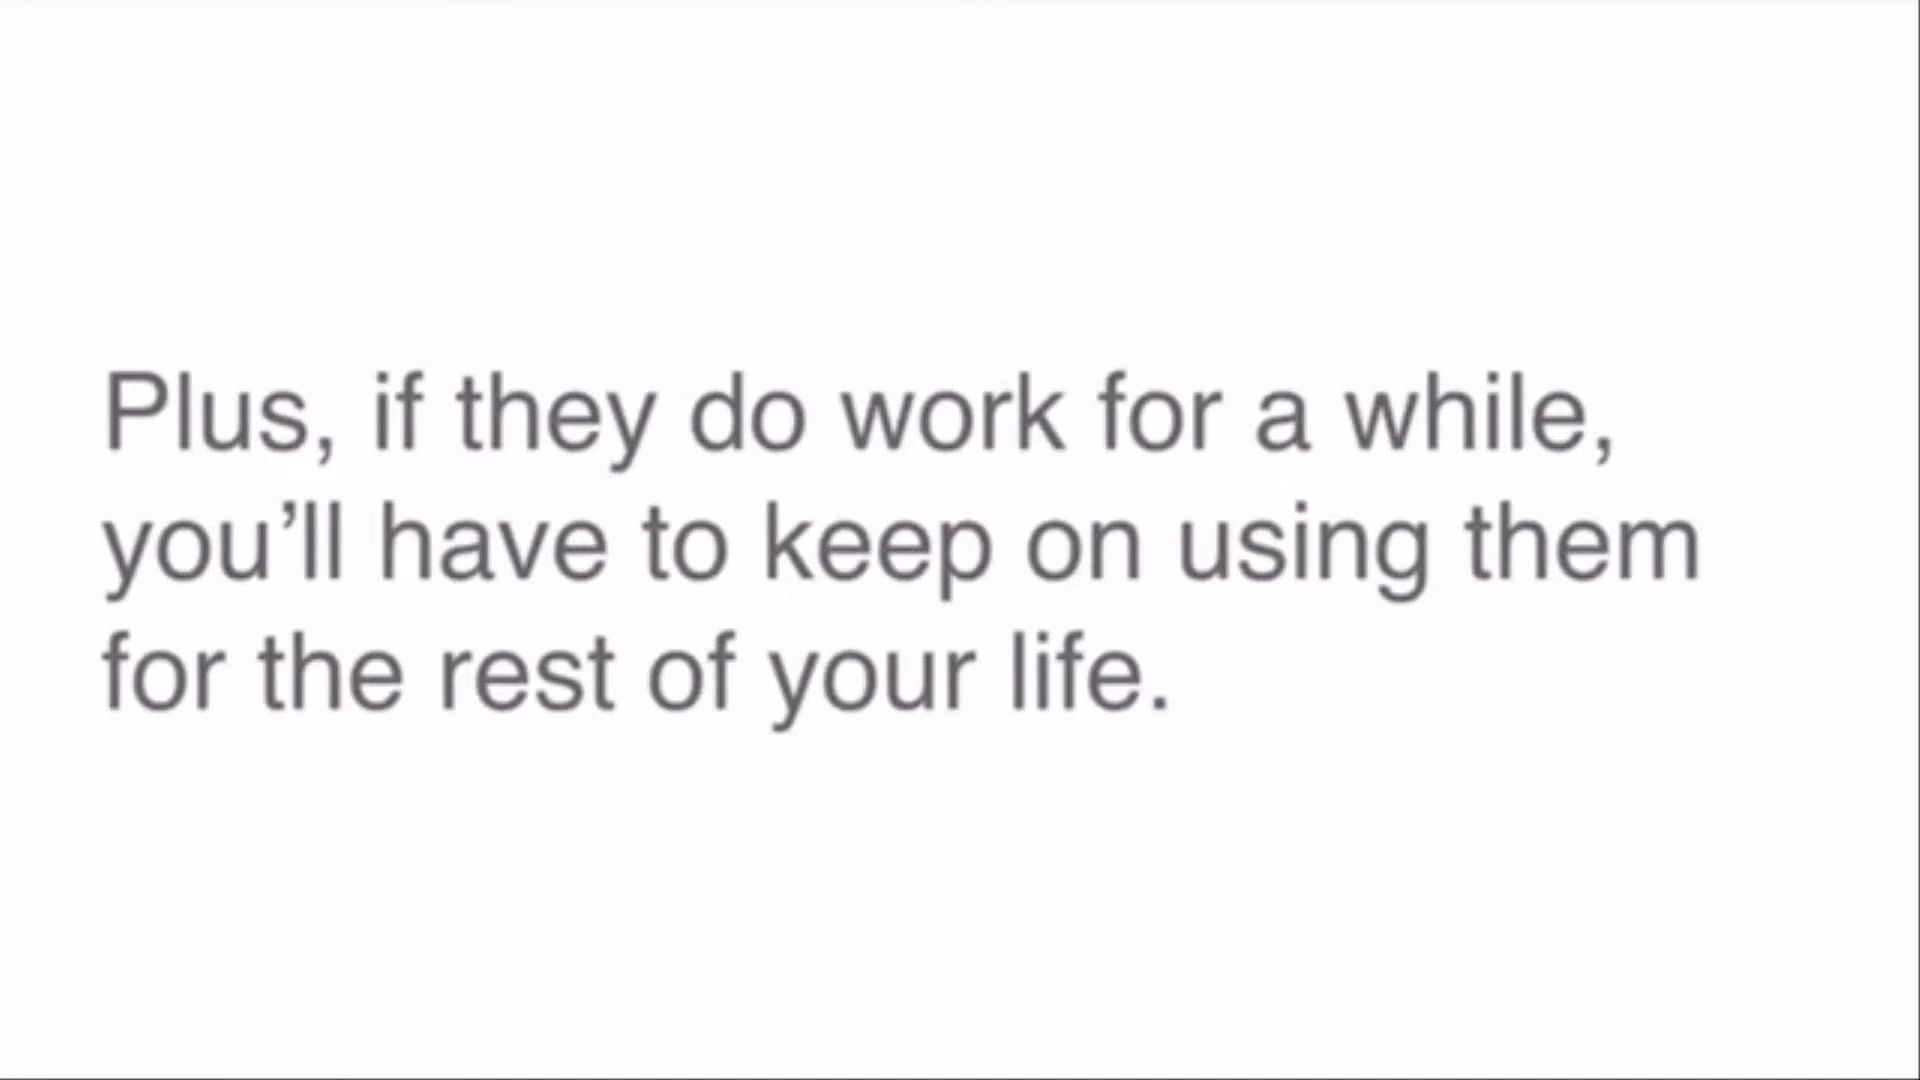 Plus, if they do work for a while,
you’ll have to keep on using them
for the rest of your life.